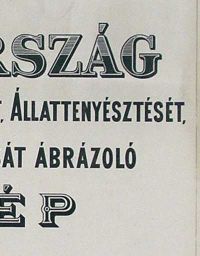 RSZÁG
, ÁLLATTENYÉSZTÉSÉT,
ÁT ÁBRÁZOLÓ
ÉP